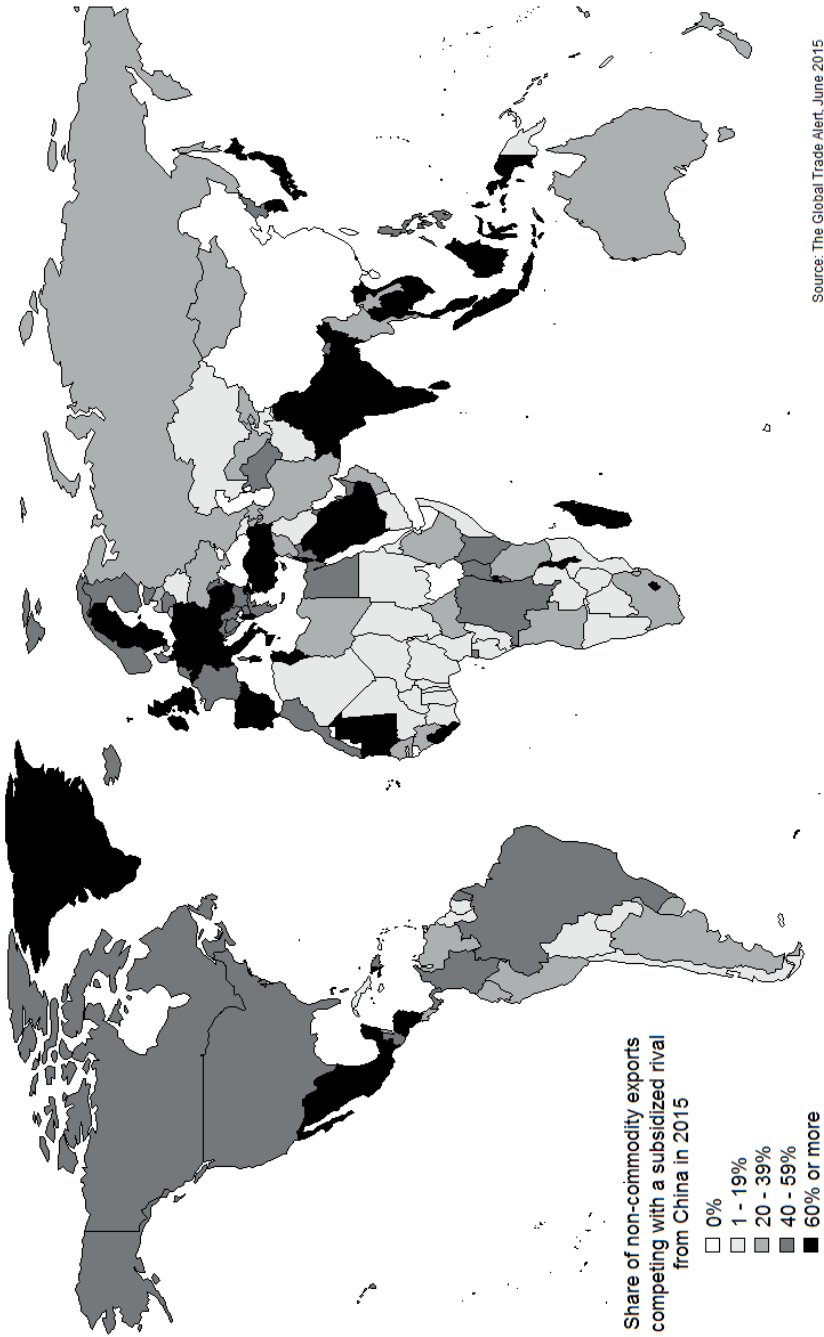 Share of non-commodity exports
competing with a subsidized rival
from China in 2015
0%
1 - 19%
20 - 39%
40 - 59%
60% or more
Source: The Global Trade Alert, June 2015